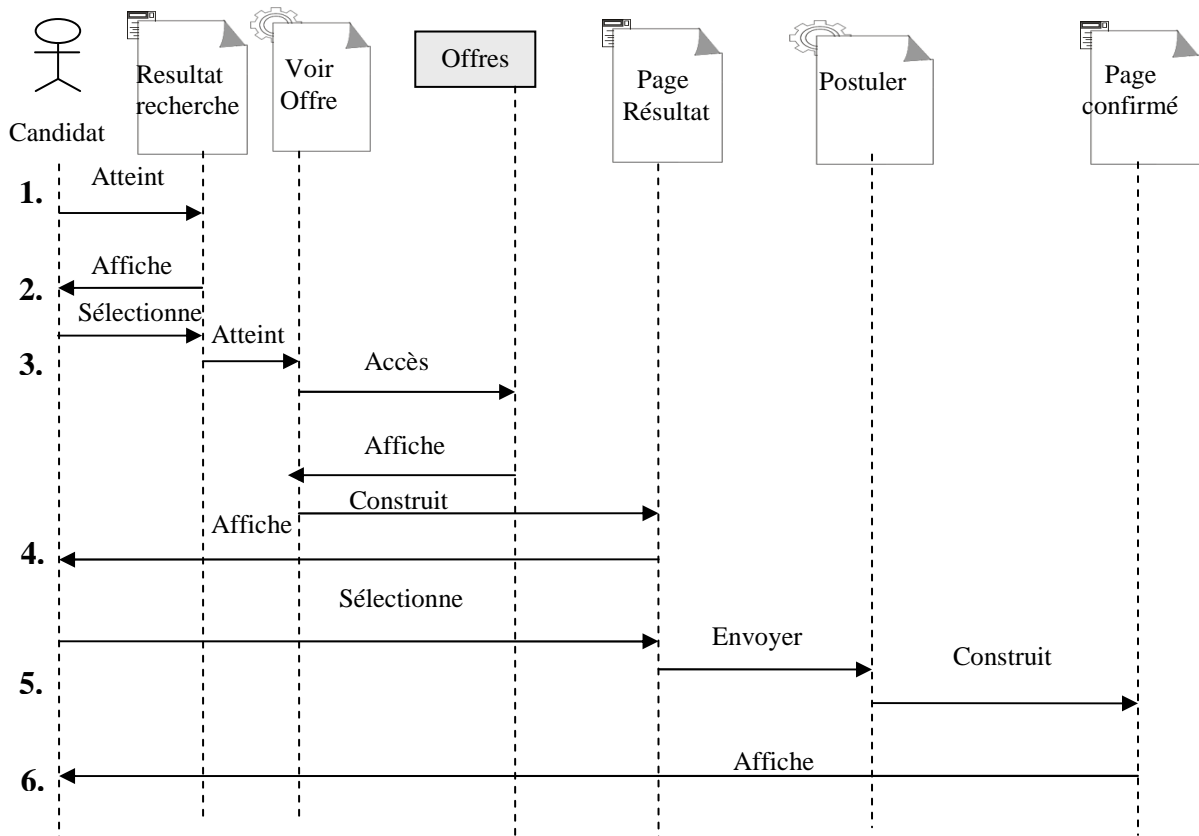 Candidat
Resultat
recherche
Voir
Offre
Offres
Page
Résultat
Postuler
Page
confirmé
1.
Atteint
2.
Affiche
Sélectionne
3.
Atteint
Accès
Affiche
Construit
4.
Affiche
Sélectionne
Envoyer
5.
Construit
6.
Affiche